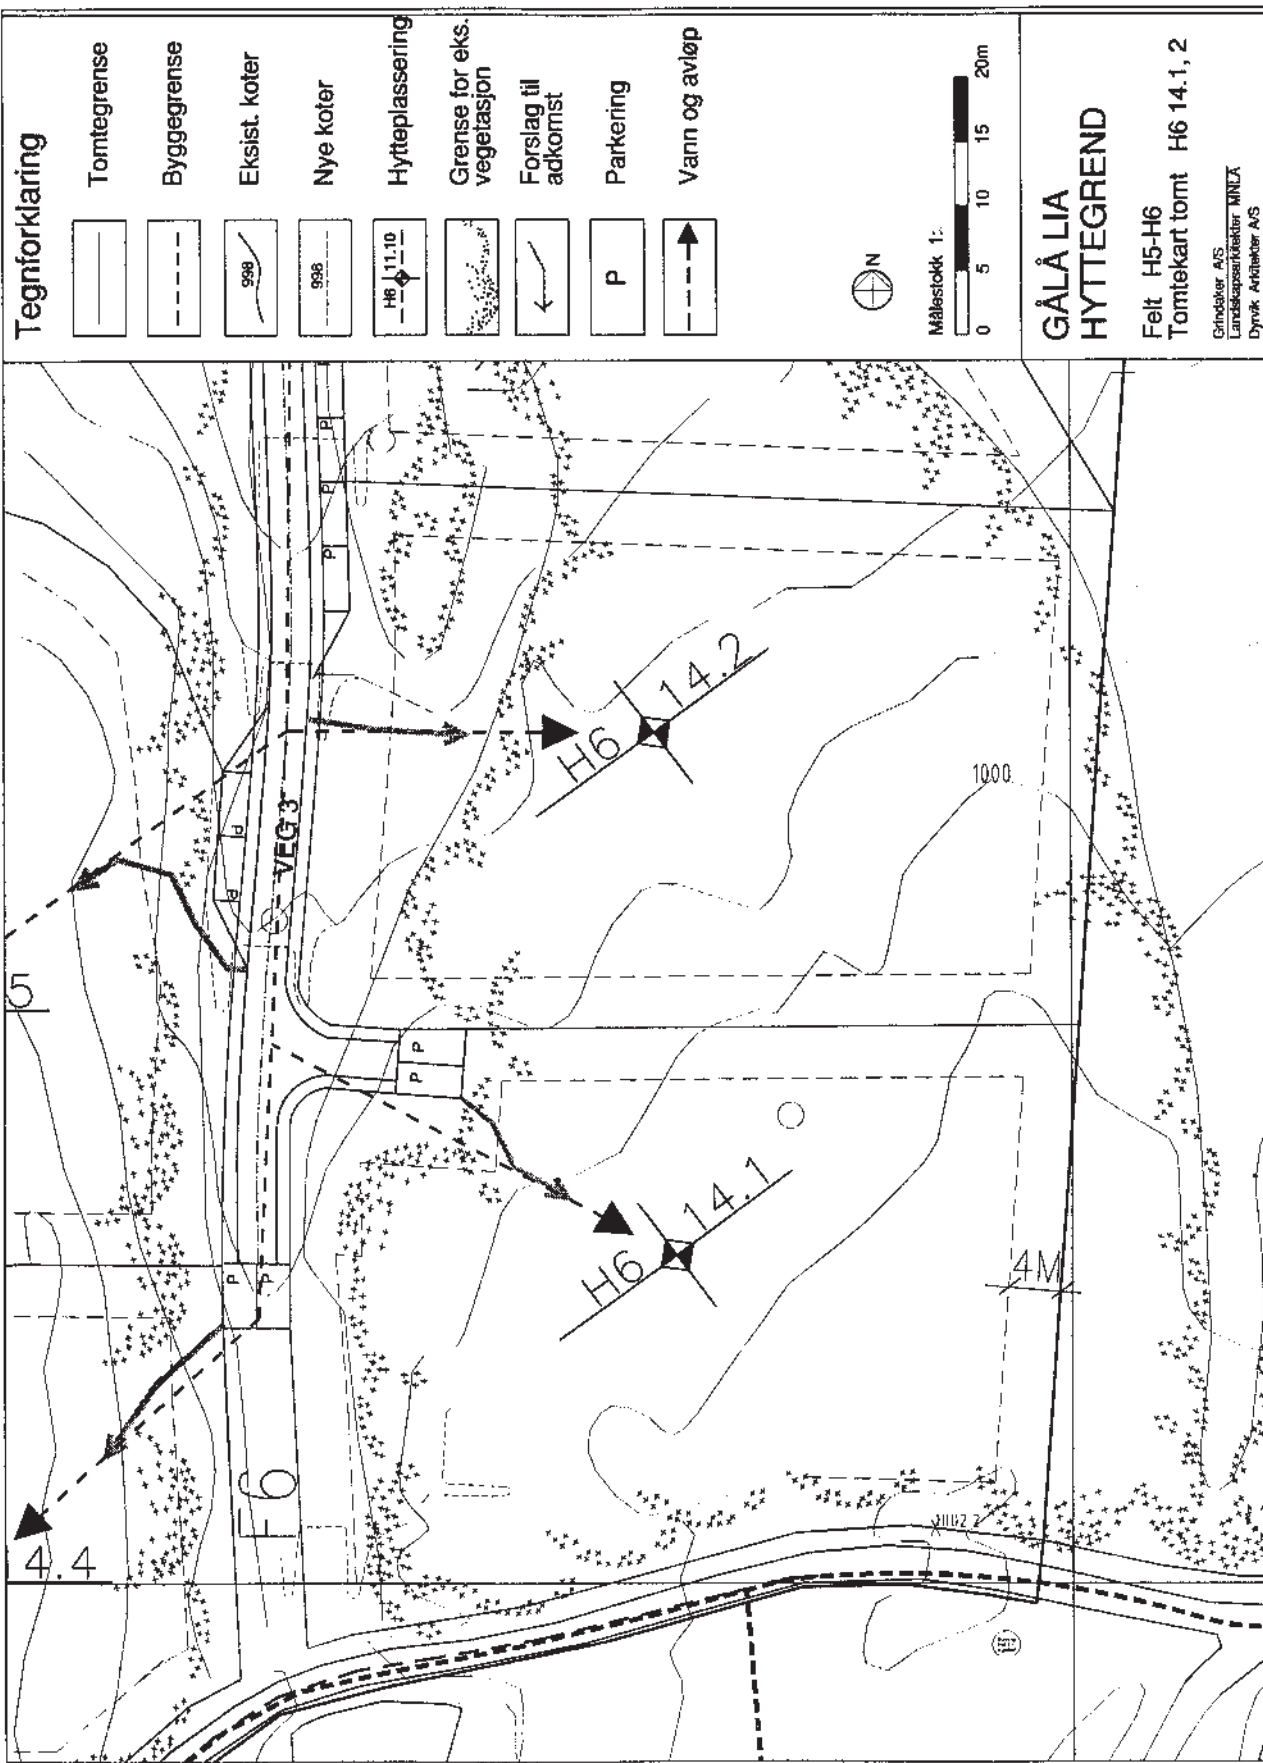 Tegnforklaring
Tomtegrense
Byggegrense
998
Eksist. koter
998
Nye koter
H6 11.10
Hytteplassering
Grense for eks.
vegetasjon
Forslag til
adkomst
P
Parkering
Vann og avløp
N
Målestokk 1:
0 5 10 15 20m
GÅLÅ LIA
HYTTEGREND
Felt H5-H6
Tomtekart tomt H6 14.1, 2
Grindaker A/S
Landskapsarkitekter MNLA
Dyrvik Arkitekter A/S
5
4.4
VEG 3
P
P
P
P
P
P
P
P
P
P
H6 14.2
H6 14.1
1000
4M